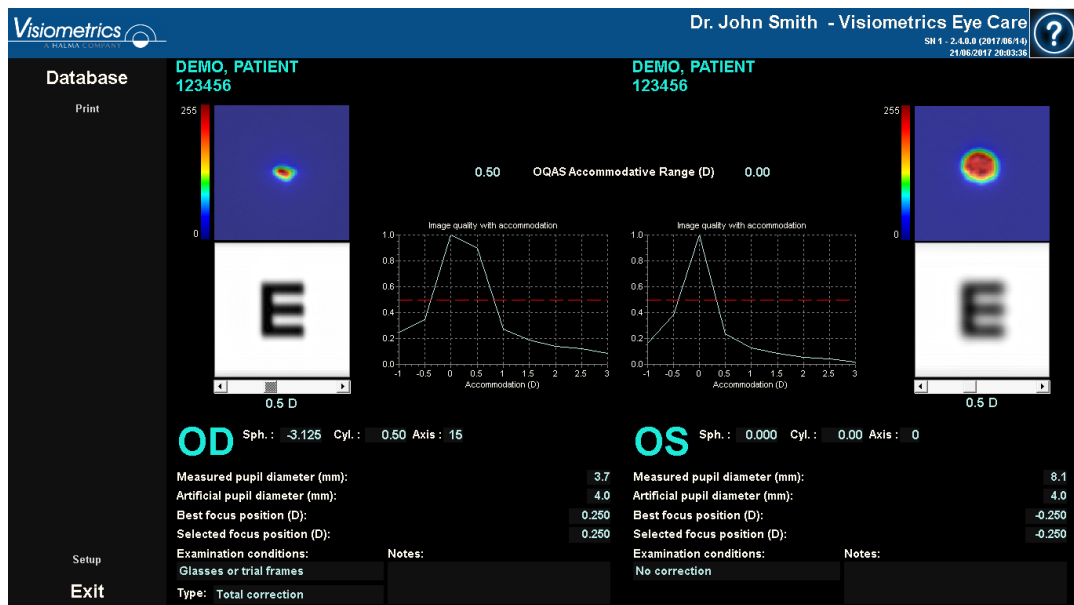 Visiometrics
A HALMA COMPANY
Dr. John Smith - Visiometrics Eye Care
SN 1 - 2.4.0.0 (2017/06/14)
21/06/2017 20:03:36
?
Database
Print
Setup
Exit
DEMO, PATIENT
123456
DEMO, PATIENT
123456
255
0
255
0
0.50 OQAS Accommodative Range (D) 0.00
Image quality with accommodation
1.0
0.8
0.6
0.4
0.2
0.0
-1 -0.5 0 0.5 1 1.5 2 2.5 3
Accommodation (D)
Image quality with accommodation
1.0
0.8
0.6
0.4
0.2
0.0
-1 -0.5 0 0.5 1 1.5 2 2.5 3
Accommodation (D)
E
0.5 D
E
0.5 D
OD Sph.: -3.125 Cyl.: 0.50 Axis: 15
Measured pupil diameter (mm): 3.7
Artificial pupil diameter (mm): 4.0
Best focus position (D): 0.250
Selected focus position (D): 0.250
Examination conditions: Notes:
Glasses or trial frames
Type: Total correction
OS Sph.: 0.000 Cyl.: 0.00 Axis: 0
Measured pupil diameter (mm): 8.1
Artificial pupil diameter (mm): 4.0
Best focus position (D): -0.250
Selected focus position (D): -0.250
Examination conditions: Notes:
No correction